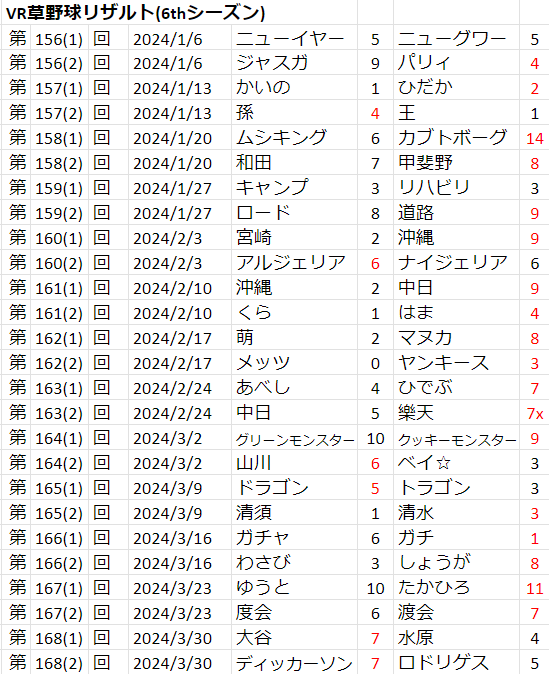 VR草野球リザルト(6thシーズン)
第 156(1) 回 2024/1/6 ニューイヤー 5 ニューグワー 5
第 156(2) 回 2024/1/6 ジャスガ 9 パリィ 4
第 157(1) 回 2024/1/13 かいの 1 ひだか 2
第 157(2) 回 2024/1/13 孫 4 王 1
第 158(1) 回 2024/1/20 ムシキング 6 カブトボーグ 14
第 158(2) 回 2024/1/20 和田 7 甲斐野 8
第 159(1) 回 2024/1/27 キャンプ 3 リハビリ 3
第 159(2) 回 2024/1/27 ロード 8 道路 9
第 160(1) 回 2024/2/3 宮崎 2 沖縄 9
第 160(2) 回 2024/2/3 アルジェリア 6 ナイジェリア 6
第 161(1) 回 2024/2/10 沖縄 2 中日 9
第 161(2) 回 2024/2/10 くら 1 はま 4
第 162(1) 回 2024/2/17 萌 2 マヌカ 8
第 162(2) 回 2024/2/17 メッツ 0 ヤンキース 3
第 163(1) 回 2024/2/24 あべし 4 ひでぶ 7
第 163(2) 回 2024/2/24 中日 5 樂天 7x
第 164(1) 回 2024/3/2 グリーンモンスター 10 クッキーモンスター 9
第 164(2) 回 2024/3/2 山川 6 ベイ☆ 3
第 165(1) 回 2024/3/9 ドラゴン 5 トラゴン 3
第 165(2) 回 2024/3/9 清須 1 清水 3
第 166(1) 回 2024/3/16 ガチャ 6 ガチ 1
第 166(2) 回 2024/3/16 わさび 3 しょうが 8
第 167(1) 回 2024/3/23 ゆうと 10 たかひろ 11
第 167(2) 回 2024/3/23 度会 6 渡会 7
第 168(1) 回 2024/3/30 大谷 7 水原 4
第 168(2) 回 2024/3/30 ディッカーソン 7 ロドリゲス 5